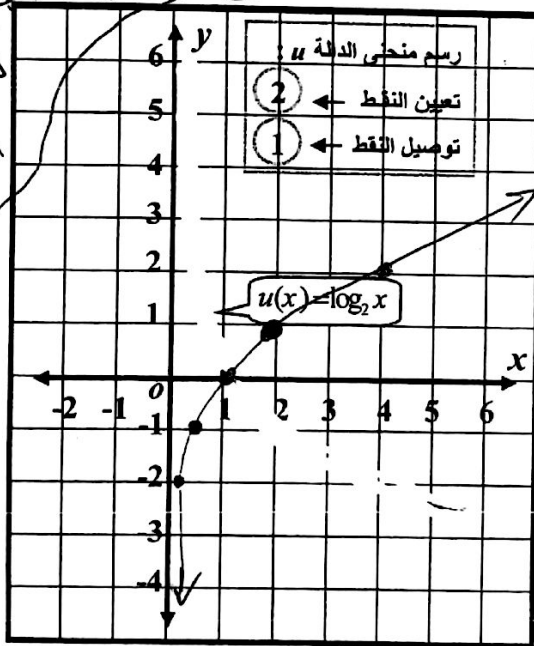 y
رسم منحنى الدالة u :
تعيين النقط ← 2
توصيل النقط ← 1
6
5
4
3
2
u(x)=log₂ x
1
x
o
-2 -1 1 2 3 4 5 6
-1
-2
-3
-4